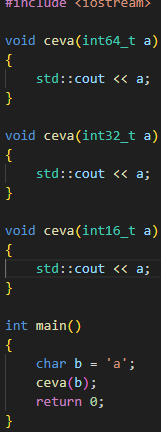 #include <iostream>
void ceva(int64_t a)
{
    std::cout << a;
}
void ceva(int32_t a)
{
    std::cout << a;
}
void ceva(int16_t a)
{
    std::cout << a;
}
int main()
{
    char b = 'a';
    ceva(b);
    return 0;
}